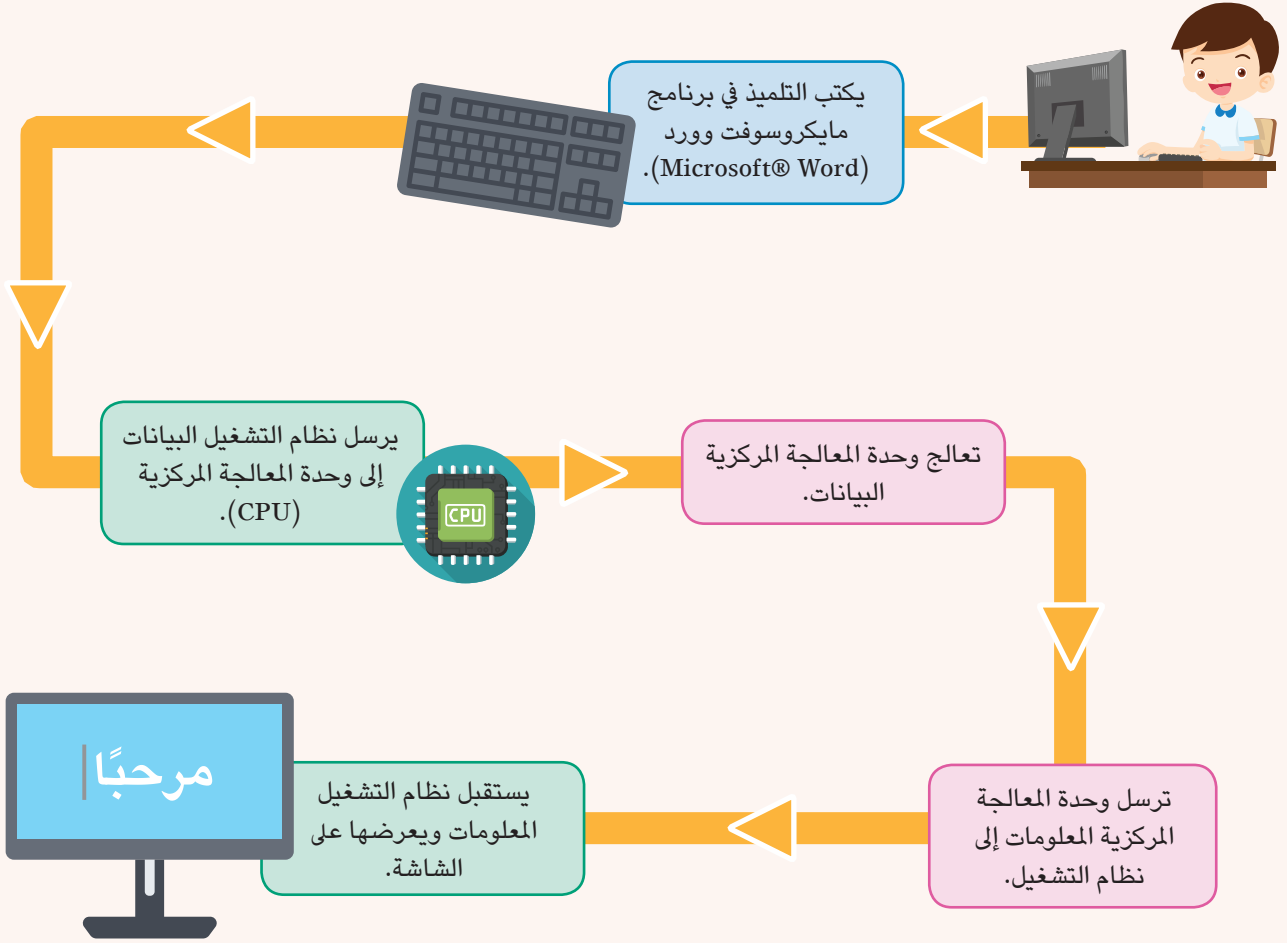 يكتب التلميذ في برنامج
مايكروسوفت وورد
(Microsoft® Word).
يرسل نظام التشغيل البيانات
إلى وحدة المعالجة المركزية
(CPU).
CPU
تعالج وحدة المعالجة المركزية
البيانات.
ترسل وحدة المعالجة
المركزية المعلومات إلى
نظام التشغيل.
يستقبل نظام التشغيل
المعلومات ويعرضها على
الشاشة.
مرحبًا